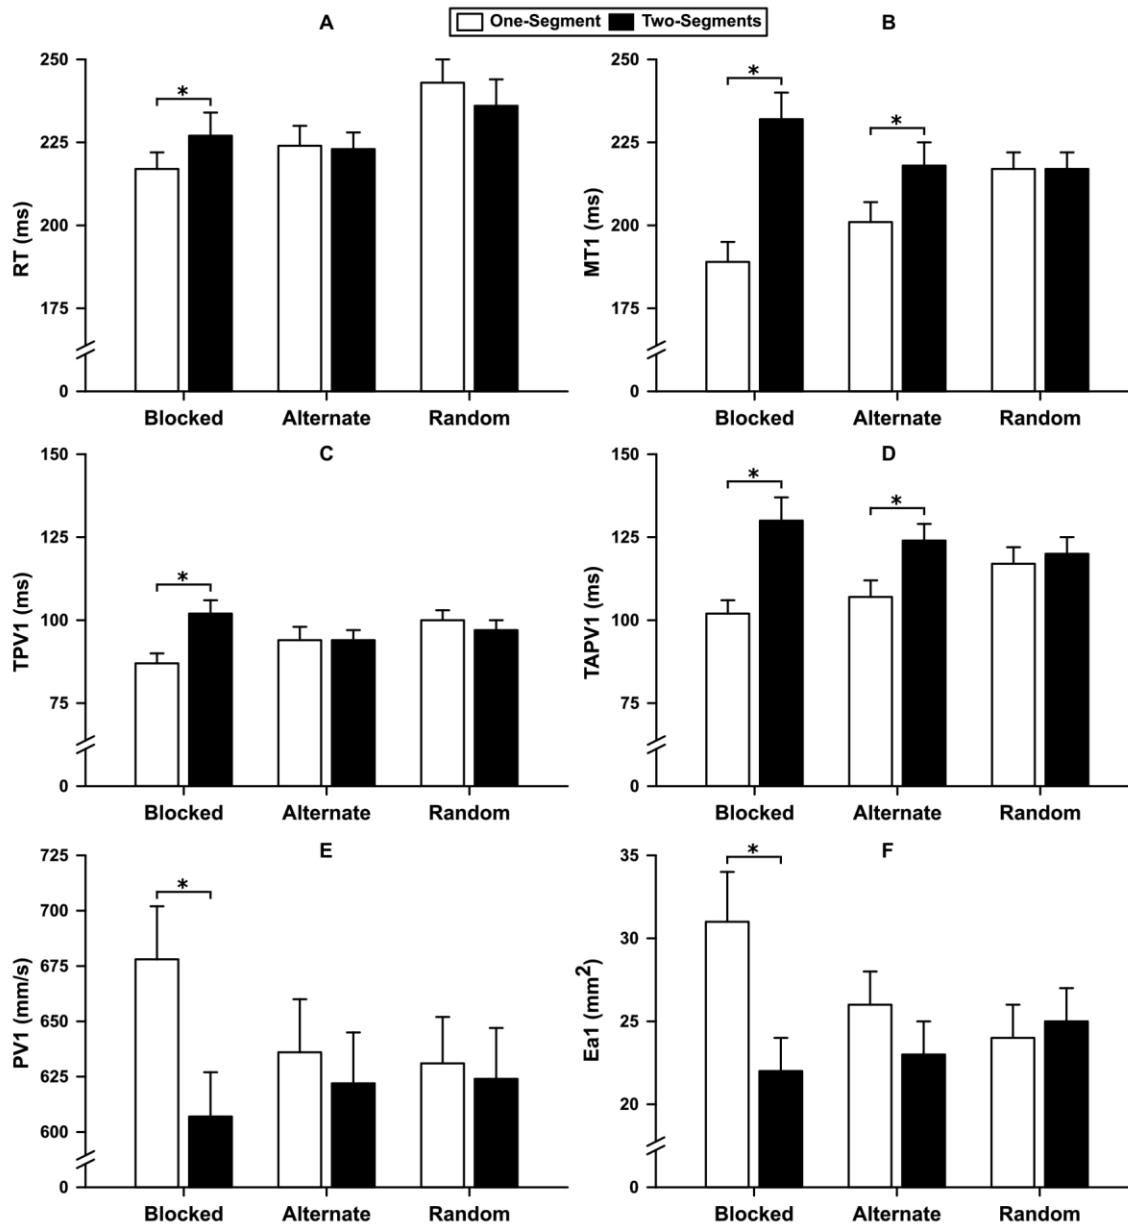 One-Segment Two-Segments
A
RT (ms)
250
225
200
175
0
*
Blocked Alternate Random
B
MT1 (ms)
250
225
200
175
0
*
*
Blocked Alternate Random
C
TPV1 (ms)
150
125
100
75
0
*
Blocked Alternate Random
D
TAPV1 (ms)
150
125
100
75
0
*
*
Blocked Alternate Random
E
PV1 (mm/s)
725
700
675
650
625
600
0
*
Blocked Alternate Random
F
Ea1 (mm²)
35
30
25
20
0
*
Blocked Alternate Random